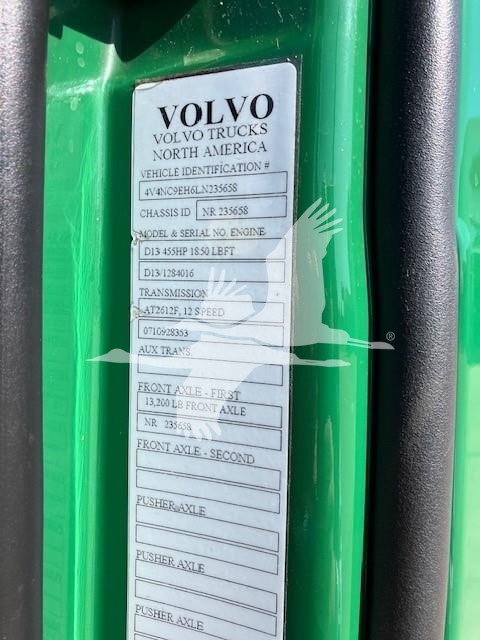 VOLVO
VOLVO TRUCKS
NORTH AMERICA
VEHICLE IDENTIFICATION #
4V4NC9EH6LN235658
CHASSIS ID NR 235658
MODEL & SERIAL NO. ENGINE
D13 455HP 1850 LBFT
D13/1284016
TRANSMISSION
AT2612F, 12 SPEED
0710928353
AUX TRANS.
FRONT AXLE - FIRST
13,200 LB FRONT AXLE
NR 235658
FRONT AXLE - SECOND
PUSHER AXLE
PUSHER AXLE
PUSHER AXLE
®